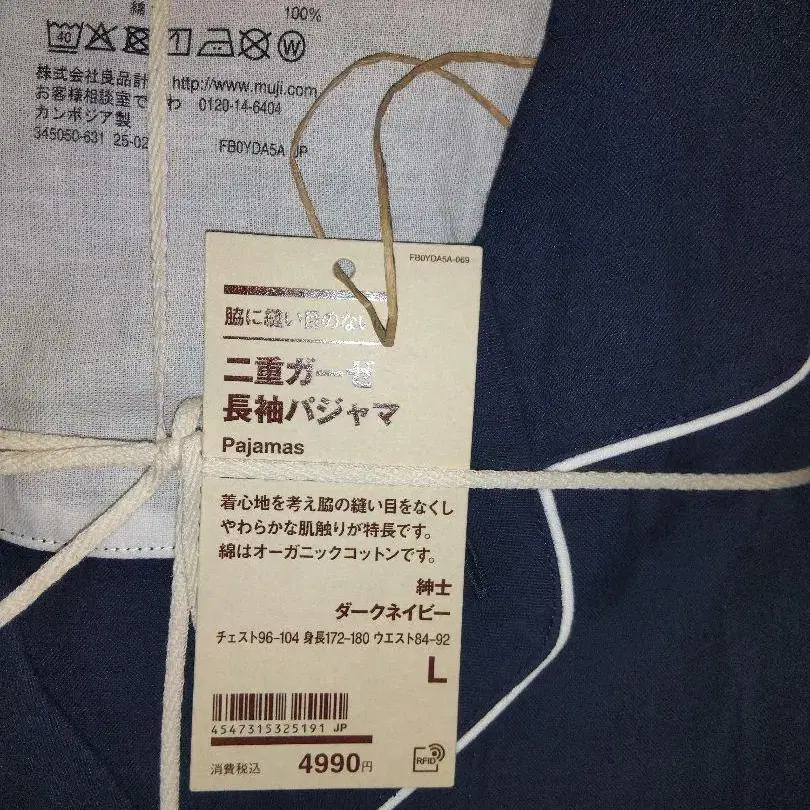 綿 100%
40 1 W
株式会社良品計 http://www.muji.com
お客様相談室で わ 0120-14-6404
カンボジア製
345050-631 25-02 FB0YDA5A JP
FB0YDA5A-069
脇に縫い目のない
二重ガーゼ
長袖パジャマ
Pajamas
着心地を考え脇の縫い目をなくし
やわらかな肌触りが特長です。
綿はオーガニックコットンです。
紳士
ダークネイビー
チェスト96-104 身長172-180 ウエスト84-92
L
4547315325191 JP
消費税込 4990円
RFID